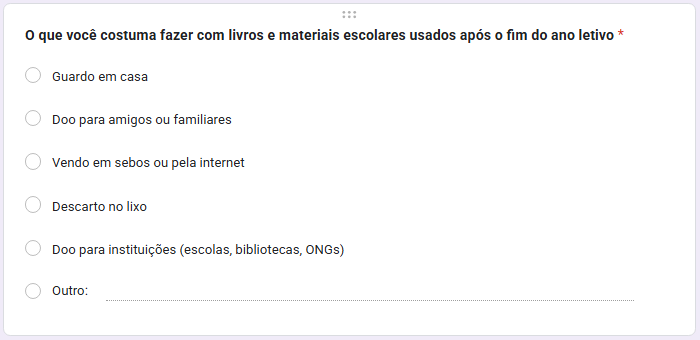 O que você costuma fazer com livros e materiais escolares usados após o fim do ano letivo *
Guardo em casa
Doo para amigos ou familiares
Vendo em sebos ou pela internet
Descarto no lixo
Doo para instituições (escolas, bibliotecas, ONGs)
Outro: